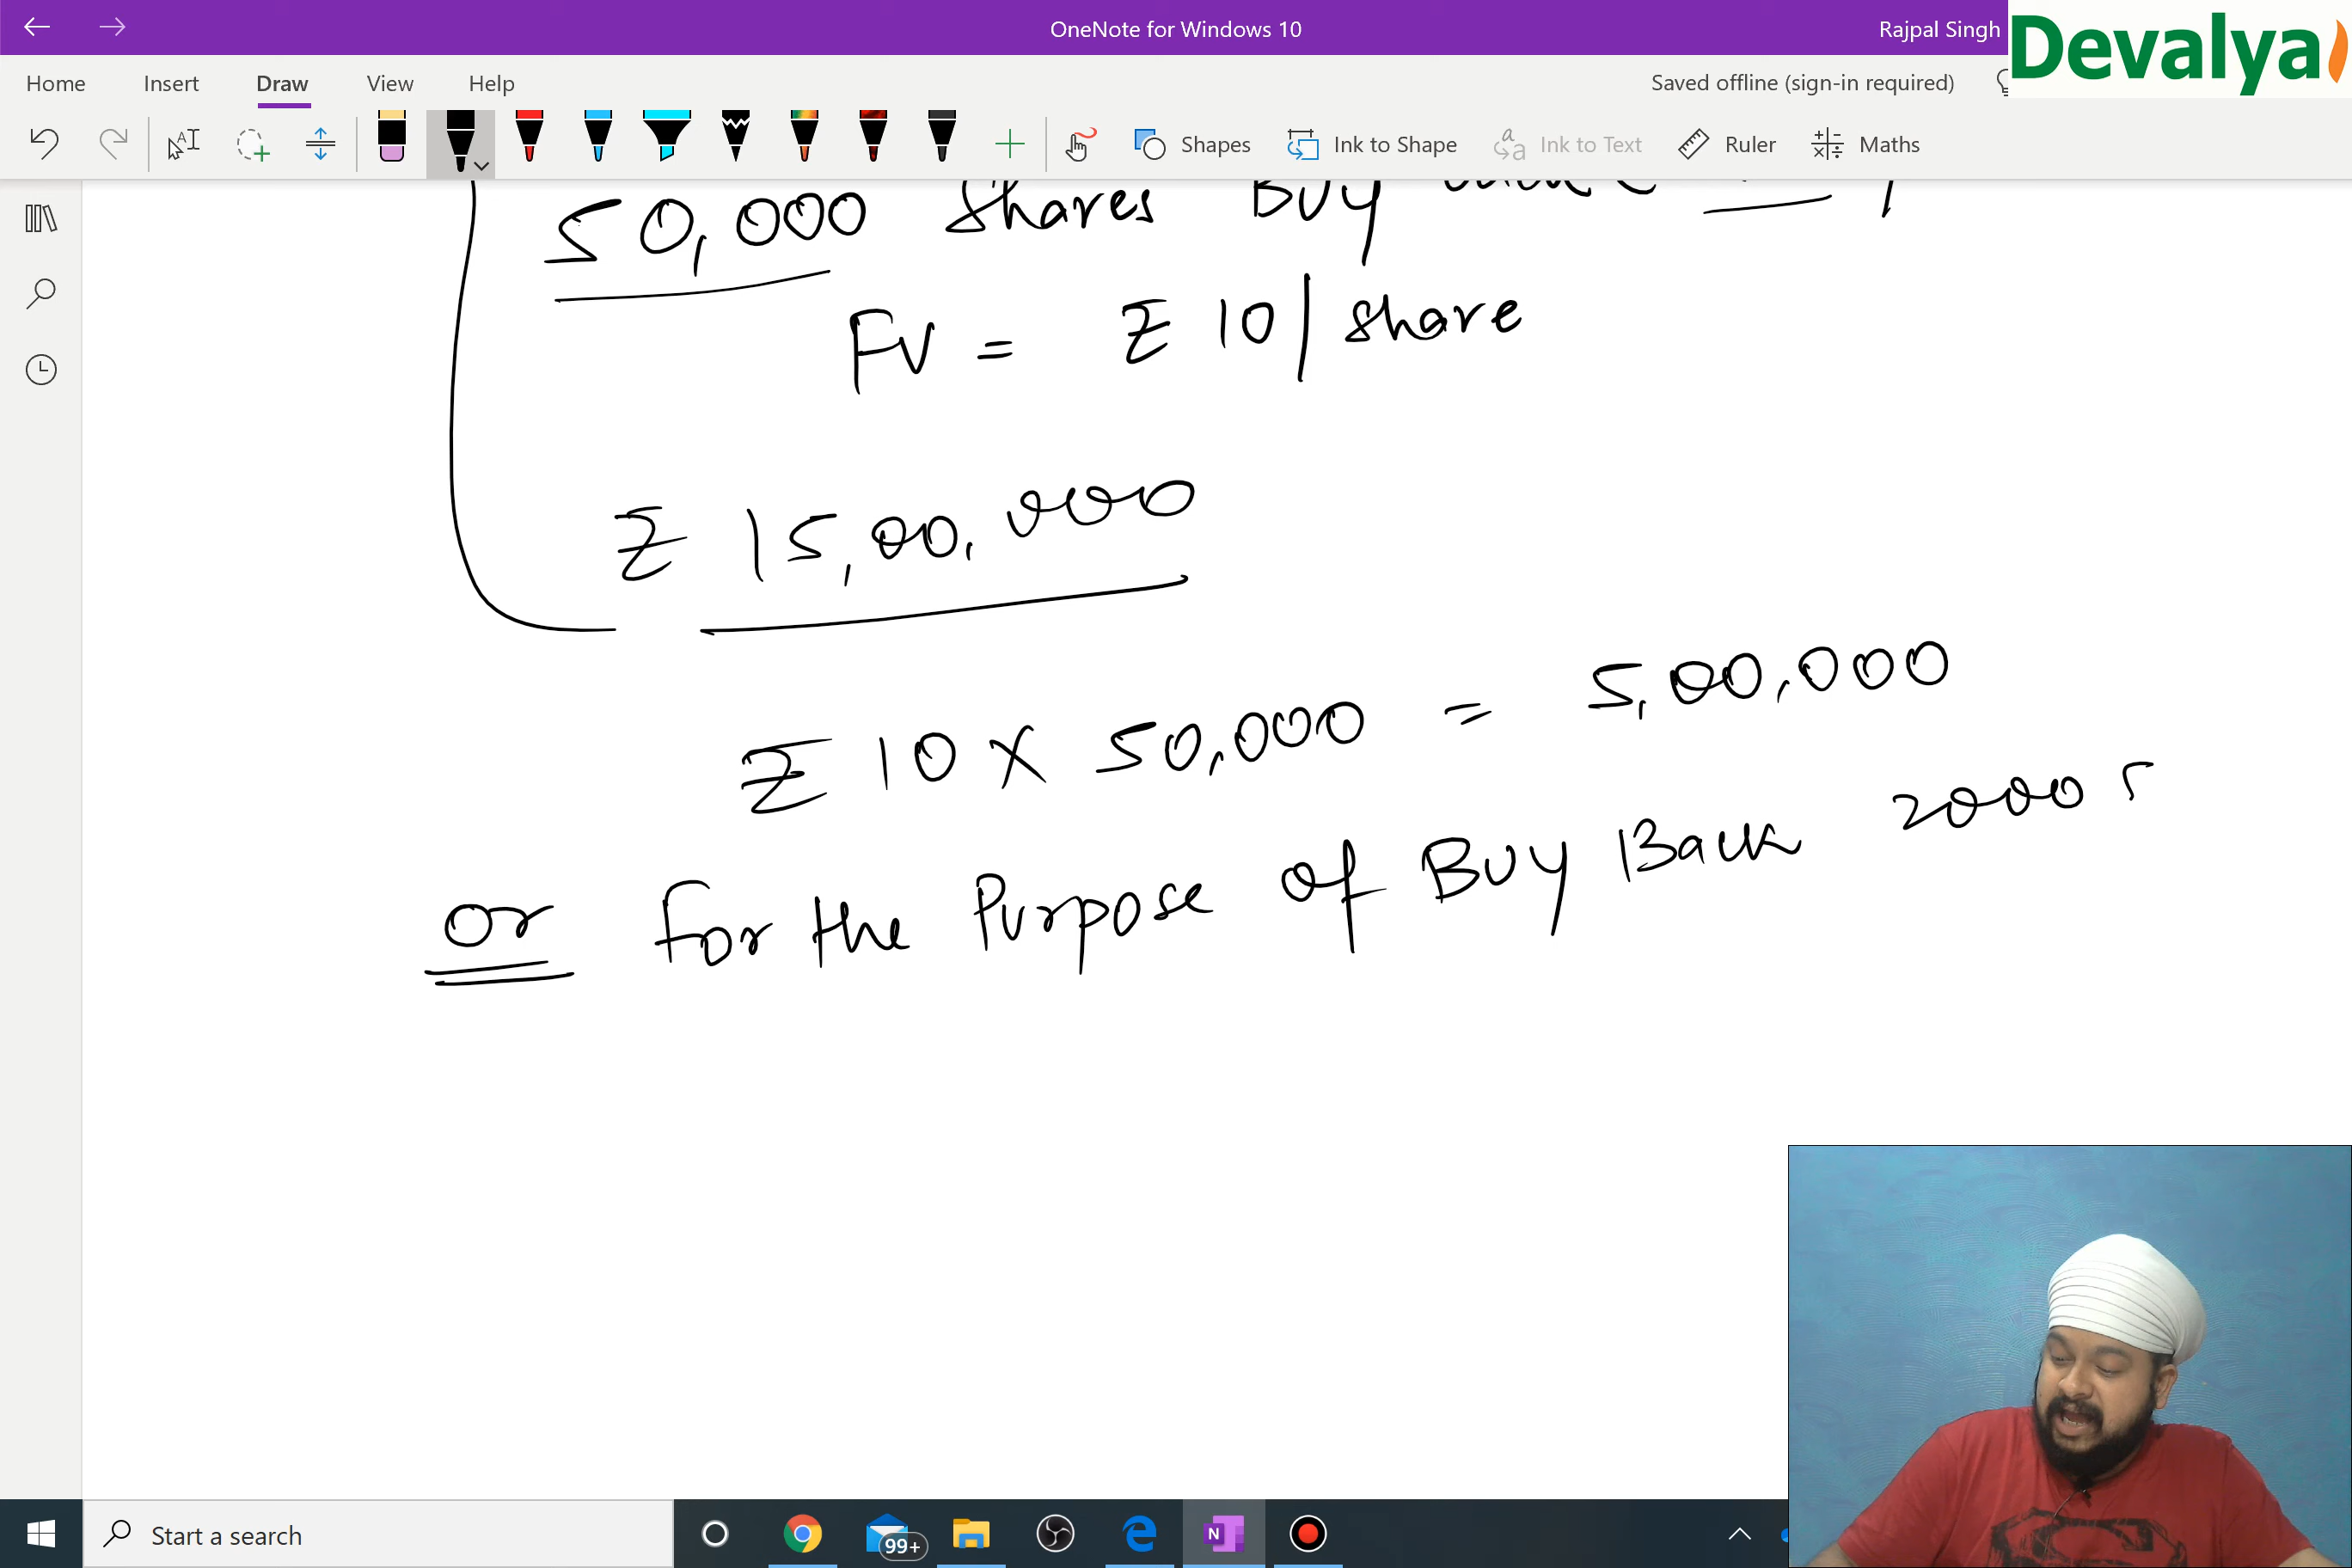 OneNote for Windows 10
Rajpal Singh
Devalya
Home Insert Draw View Help
Saved offline (sign-in required)
Shapes Ink to Shape Ink to Text Ruler Maths
50,000 Shares Buy
FV = ₹ 10/share
₹ 15,00,000
₹ 10 × 50,000 = 5,00,000
or For the Purpose of Buy Back 2000
Start a search
99+